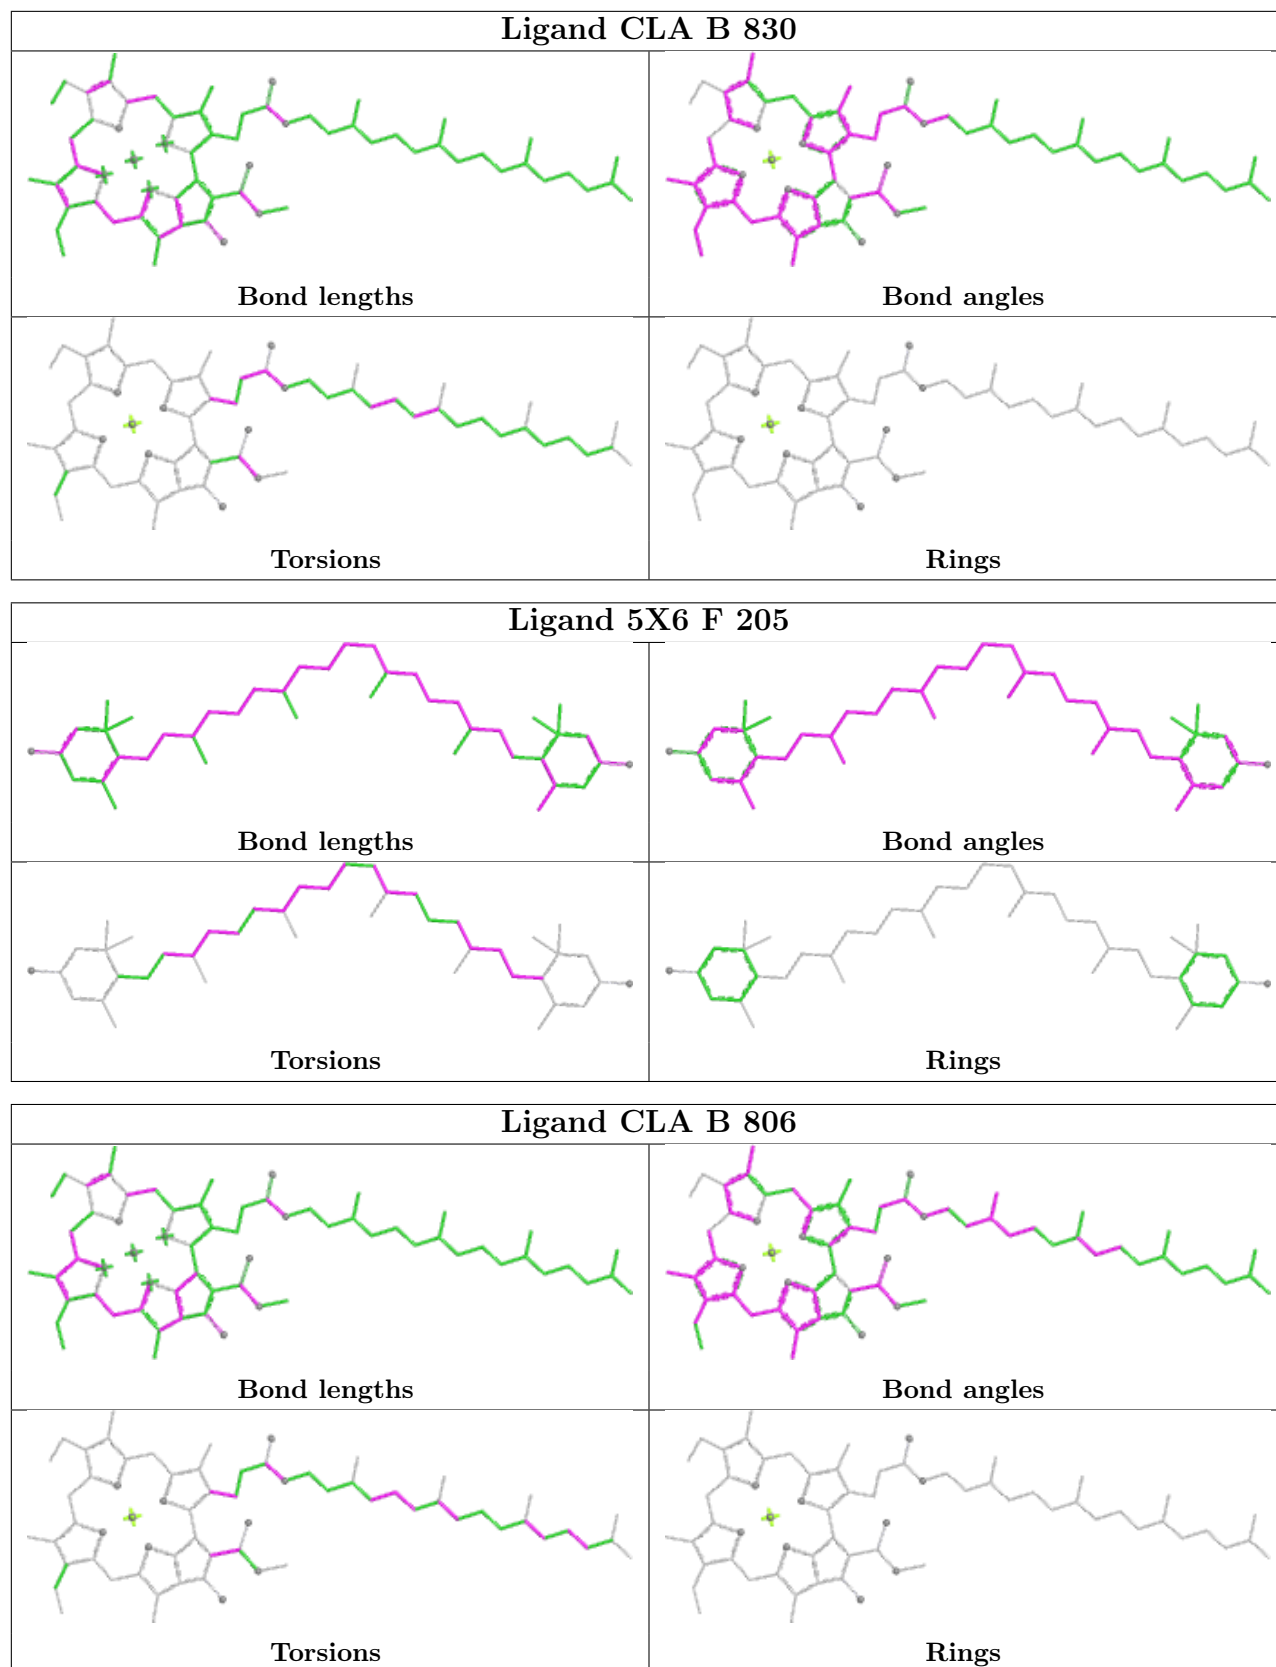 Ligand CLA B 830
Bond lengths
Bond angles
Torsions
Rings
Ligand 5X6 F 205
Bond lengths
Bond angles
Torsions
Rings
Ligand CLA B 806
Bond lengths
Bond angles
Torsions
Rings